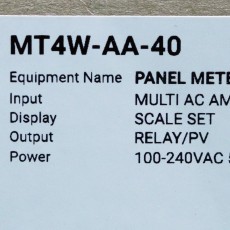 MT4W-AA-40
Equipment Name PANEL METE
Input MULTI AC AM
Display SCALE SET
Output RELAY/PV
Power 100-240VAC